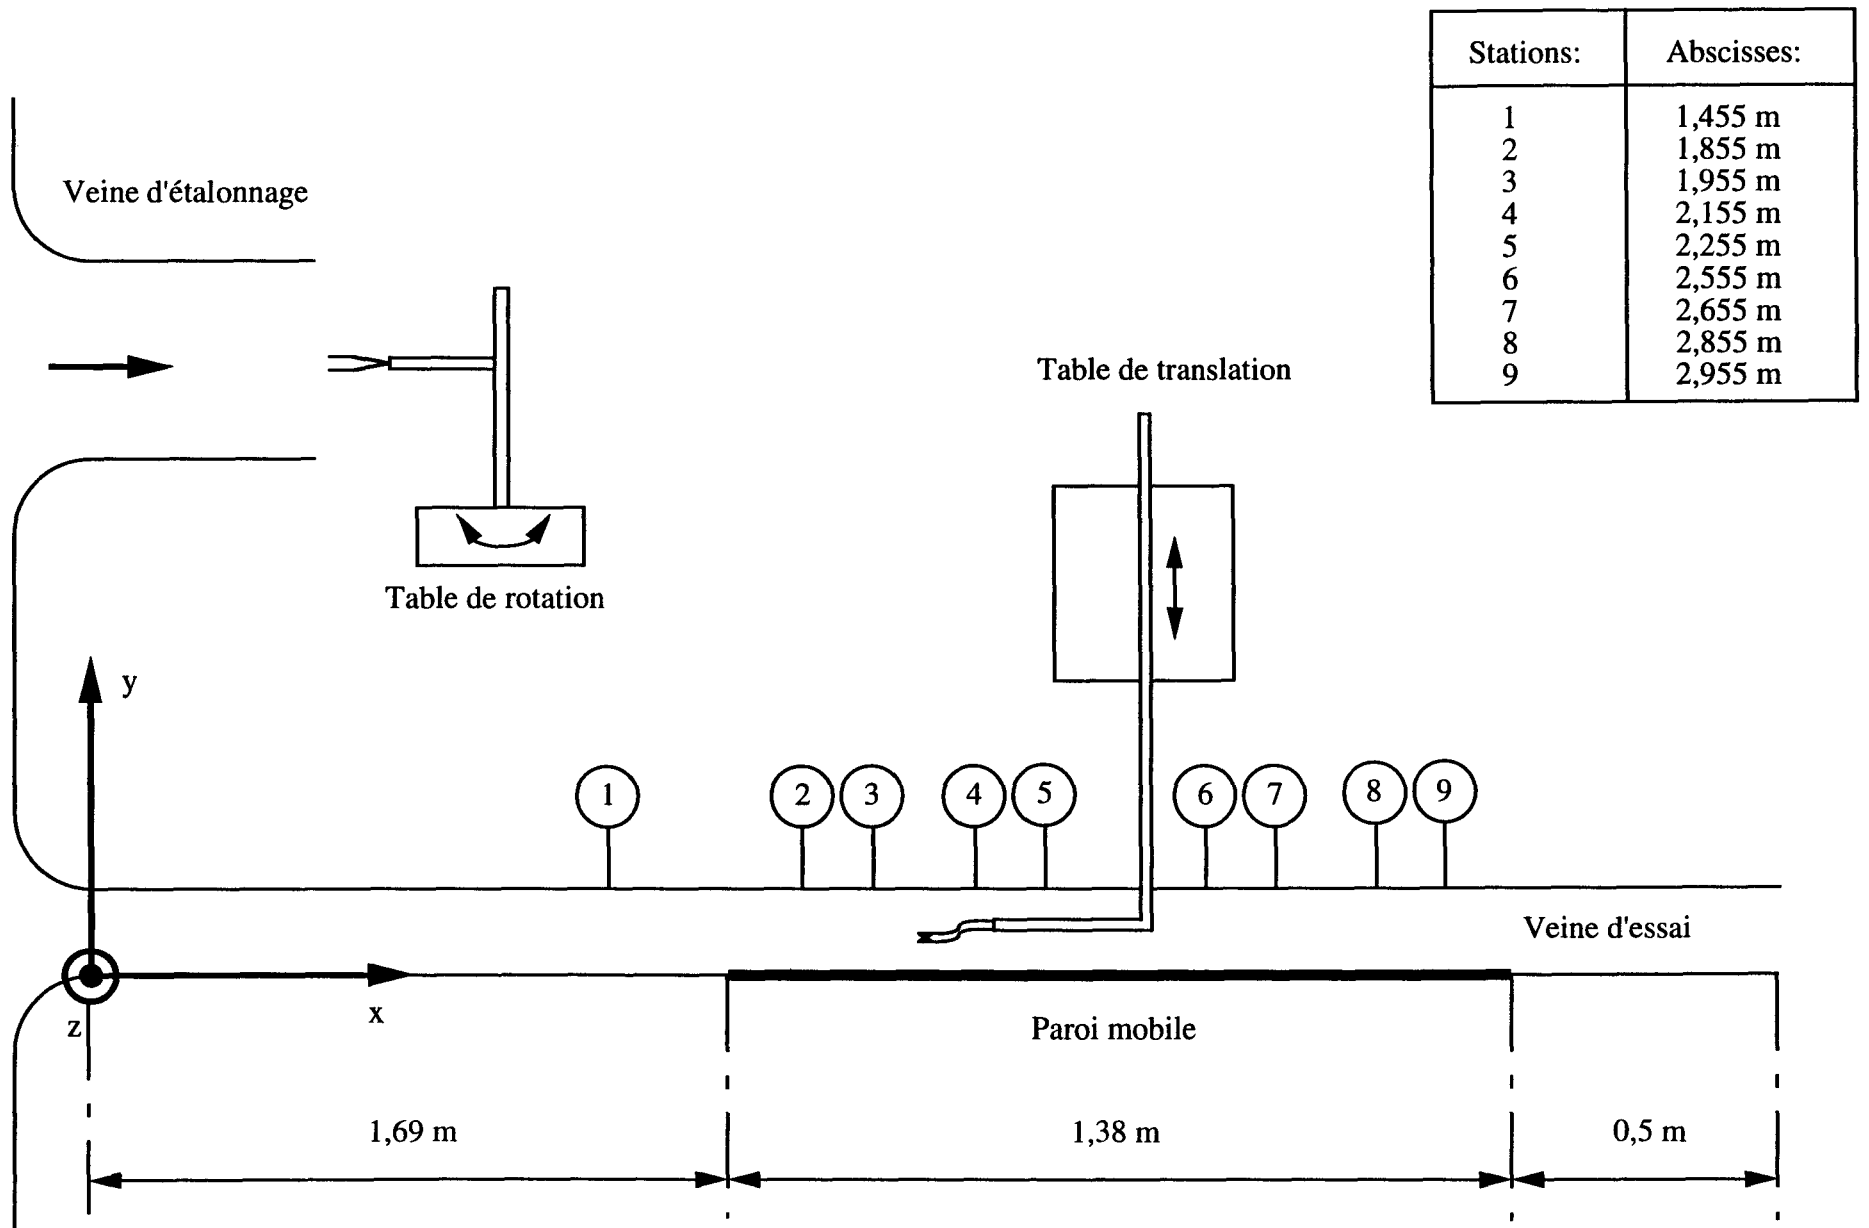 Stations: Abscisses:
1 1,455 m
2 1,855 m
3 1,955 m
4 2,155 m
5 2,255 m
6 2,555 m
7 2,655 m
8 2,855 m
9 2,955 m
Veine d'étalonnage
Table de translation
Table de rotation
y
1 2 3 4 5 6 7 8 9
Veine d'essai
z
x
Paroi mobile
1,69 m
1,38 m
0,5 m